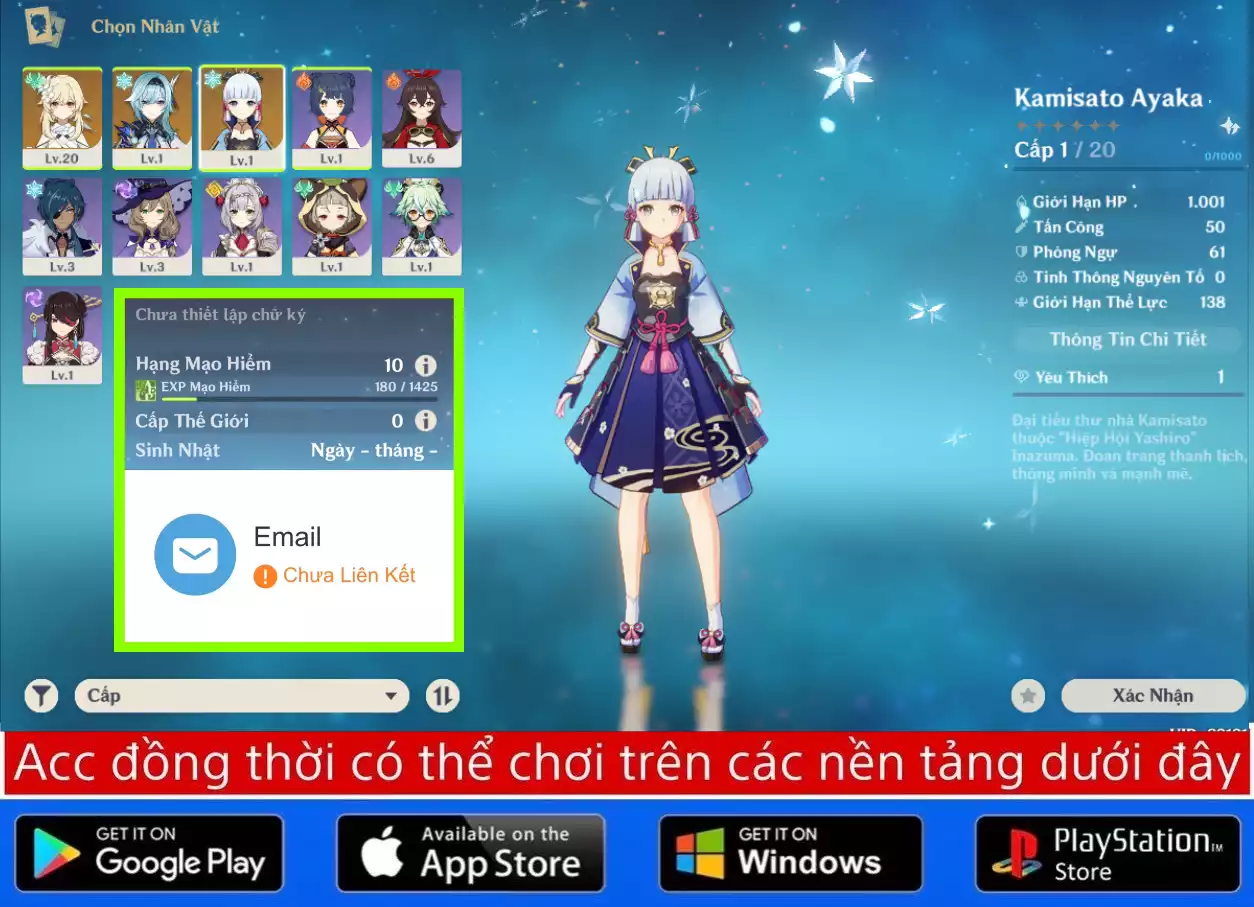 Chọn Nhân Vật
Lv.20
Lv.1
Lv.1
Lv.1
Lv.6
Lv.3
Lv.3
Lv.1
Lv.1
Lv.1
Lv.1
Chưa thiết lập chữ ký
Hạng Mạo Hiểm 10
EXP Mạo Hiểm 180 / 1425
Cấp Thế Giới 0
Sinh Nhật Ngày - tháng -
Email
Chưa Liên Kết
Cấp
Kamisato Ayaka
Cấp 1 / 20
0/1000
Giới Hạn HP 1.001
Tấn Công 50
Phòng Ngự 61
Tinh Thông Nguyên Tố 0
Giới Hạn Thể Lực 138
Thông Tin Chi Tiết
Yêu Thích 1
Đại tiểu thư nhà Kamisato
thuộc "Hiệp Hội Yashiro"
Inazuma. Đoan trang thanh lịch,
thông minh và mạnh mẽ.
Xác Nhận
Acc đồng thời có thể chơi trên các nền tảng dưới đây
GET IT ON
Google Play
Available on the
App Store
GET IT ON
Windows
PlayStation™
Store